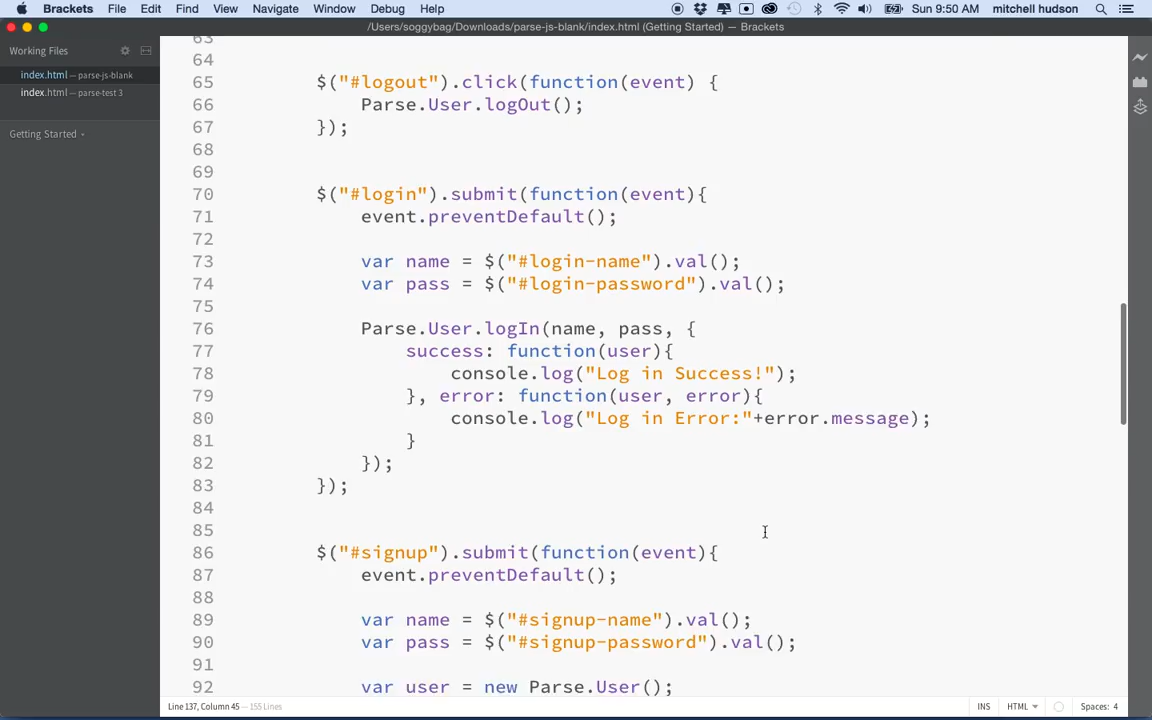 Brackets File Edit Find View Navigate Window Debug Help Sun 9:50 AM mitchell hudson
/Users/soggybag/Downloads/parse-js-blank/index.html (Getting Started) — Brackets
Working Files
index.html — parse-js-blank
index.html — parse-test 3
Getting Started
63
64
65 $("#logout").click(function(event) {
66 Parse.User.logOut();
67 });
68
69
70 $("#login").submit(function(event){
71 event.preventDefault();
72
73 var name = $("#login-name").val();
74 var pass = $("#login-password").val();
75
76 Parse.User.logIn(name, pass, {
77 success: function(user){
78 console.log("Log in Success!");
79 }, error: function(user, error){
80 console.log("Log in Error:"+error.message);
81 }
82 });
83 });
84
85
86 $("#signup").submit(function(event){
87 event.preventDefault();
88
89 var name = $("#signup-name").val();
90 var pass = $("#signup-password").val();
91
92 var user = new Parse.User();
Line 137, Column 45 — 155 Lines INS HTML Spaces: 4